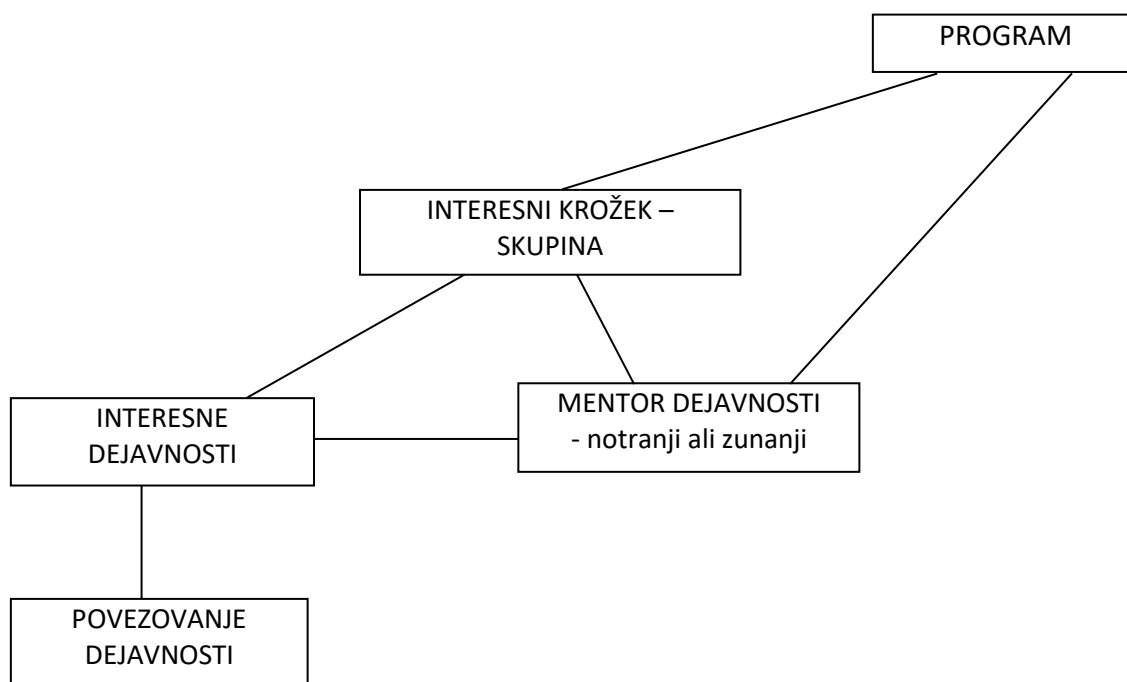 PROGRAM
INTERESNI KROŽEK –
SKUPINA
MENTOR DEJAVNOSTI
- notranji ali zunanji
INTERESNE
DEJAVNOSTI
POVEZOVANJE
DEJAVNOSTI